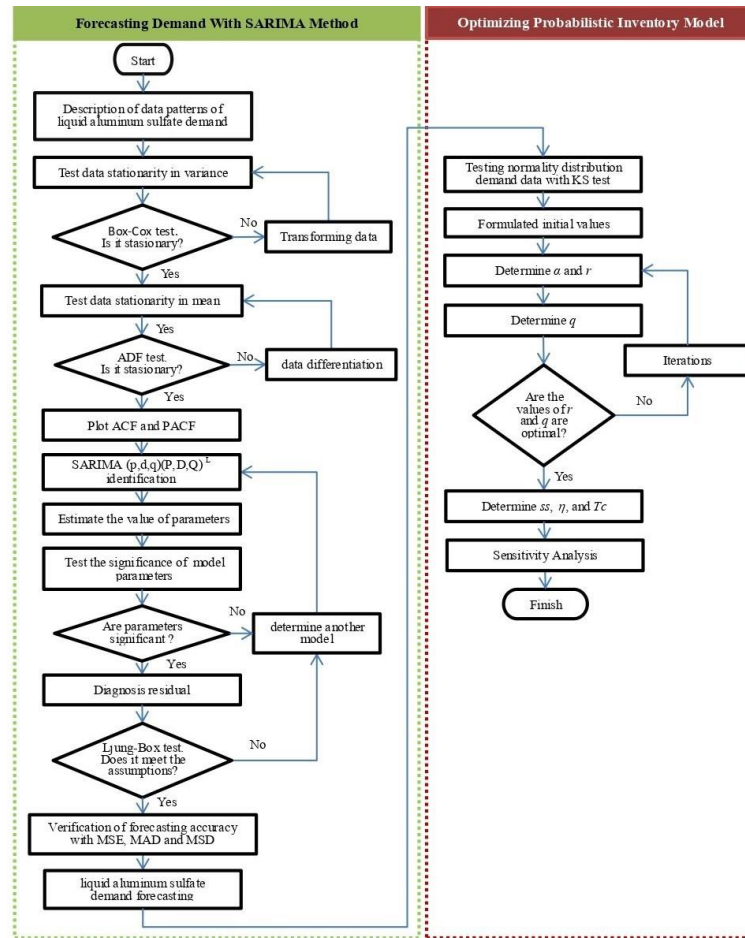 Forecasting Demand With SARIMA Method
Start
Description of data patterns of
liquid aluminum sulfate demand
Test data stationarity in variance
Box-Cox test.
Is it stasionary?
No
Transforming data
Yes
Test data stationarity in mean
Yes
ADF test.
Is it stasionary?
No
data differentiation
Yes
Plot ACF and PACF
SARIMA (p,d,q)(P,D,Q) L
identification
Estimate the value of parameters
Test the significance of model
parameters
Are parameters
significant ?
No
determine another
model
Yes
Diagnosis residual
Ljung-Box test.
Does it meet the
assumptions?
No
Yes
Verification of forecasting accuracy
with MSE, MAD and MSD
liquid aluminum sulfate
demand forecasting
Optimizing Probabilistic Inventory Model
Testing normality distribution
demand data with KS test
Formulated initial values
Determine α and r
Determine q
Iterations
Are the
values of r
and q are
optimal?
No
Yes
Determine ss, η, and Tc
Sensitivity Analysis
Finish